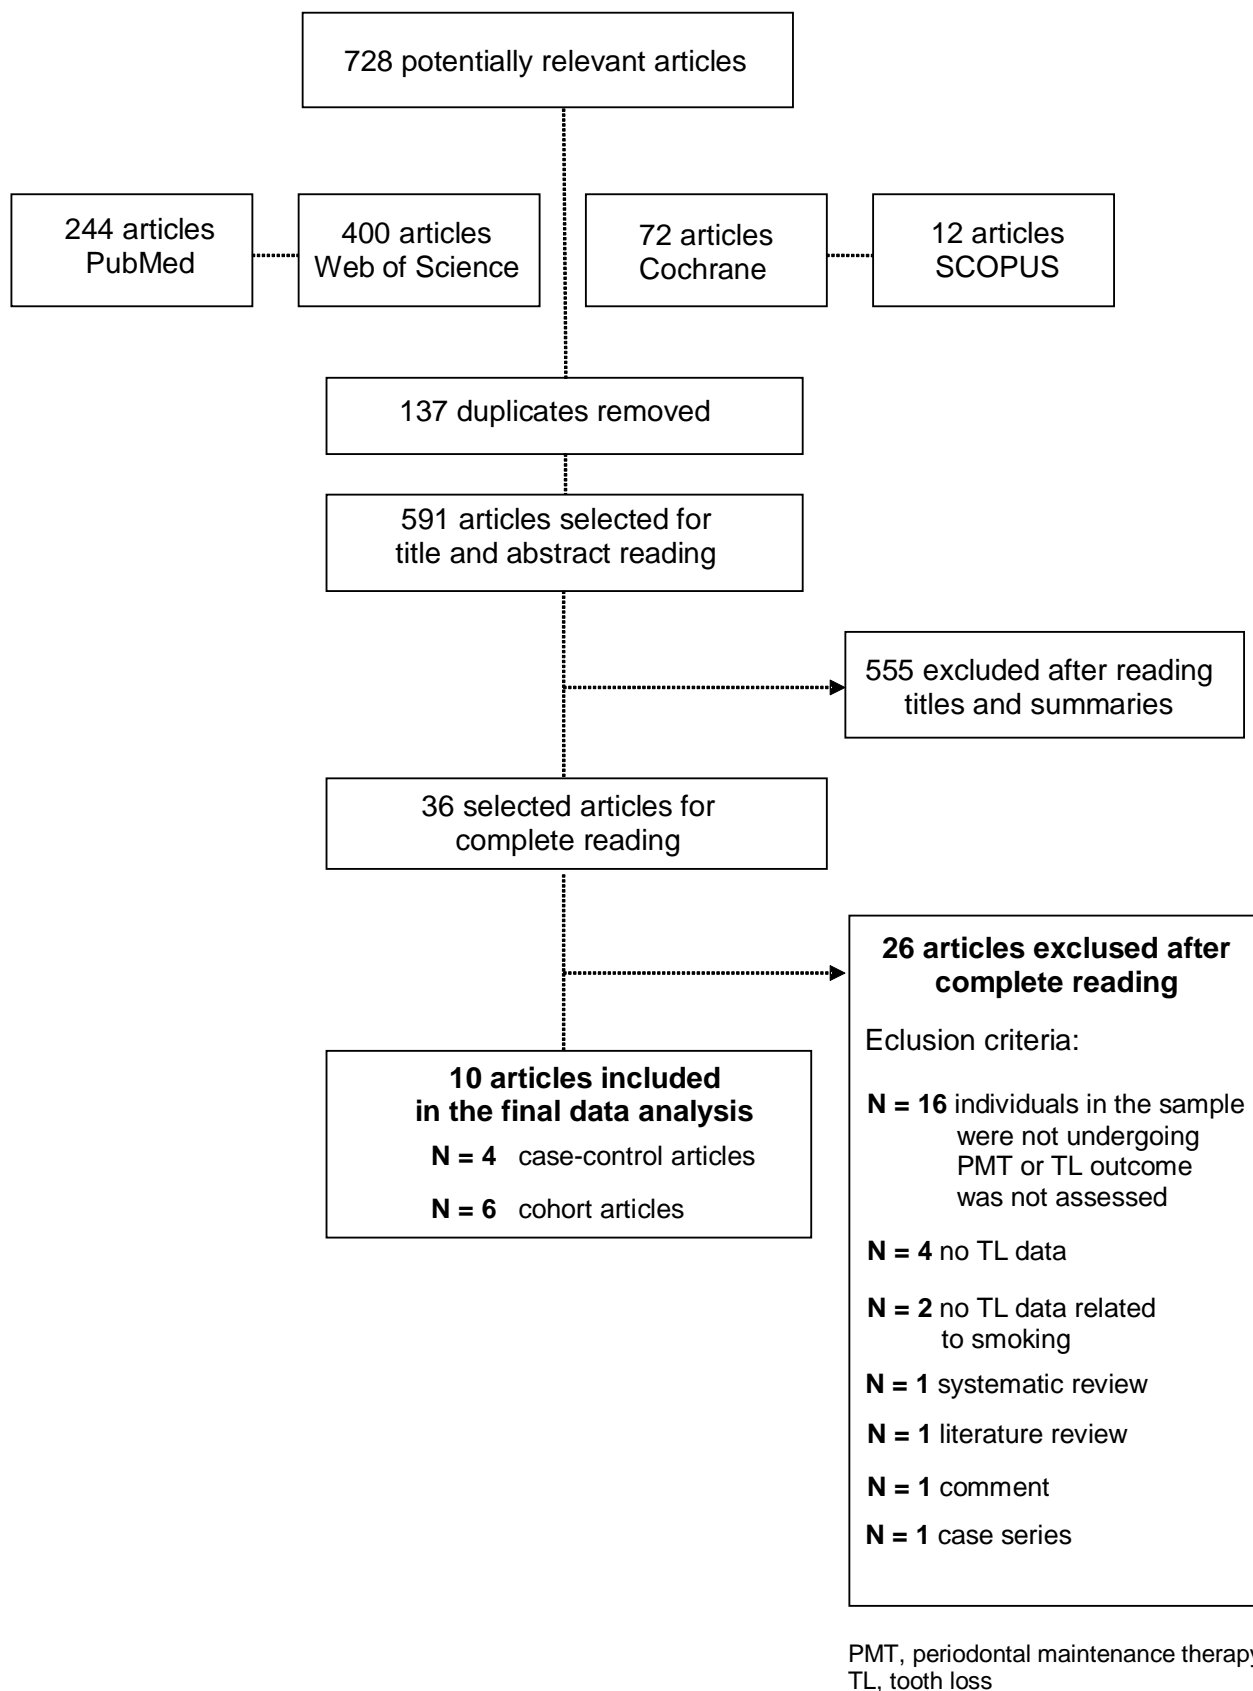 728 potentially relevant articles
244 articles
PubMed
400 articles
Web of Science
72 articles
Cochrane
12 articles
SCOPUS
137 duplicates removed
591 articles selected for
title and abstract reading
555 excluded after reading
titles and summaries
36 selected articles for
complete reading
26 articles exclused after
complete reading
Eclusion criteria:
N = 16 individuals in the sample
were not undergoing
PMT or TL outcome
was not assessed
N = 4 no TL data
N = 2 no TL data related
to smoking
N = 1 systematic review
N = 1 literature review
N = 1 comment
N = 1 case series
10 articles included
in the final data analysis
N = 4 case-control articles
N = 6 cohort articles
PMT, periodontal maintenance therapy
TL, tooth loss